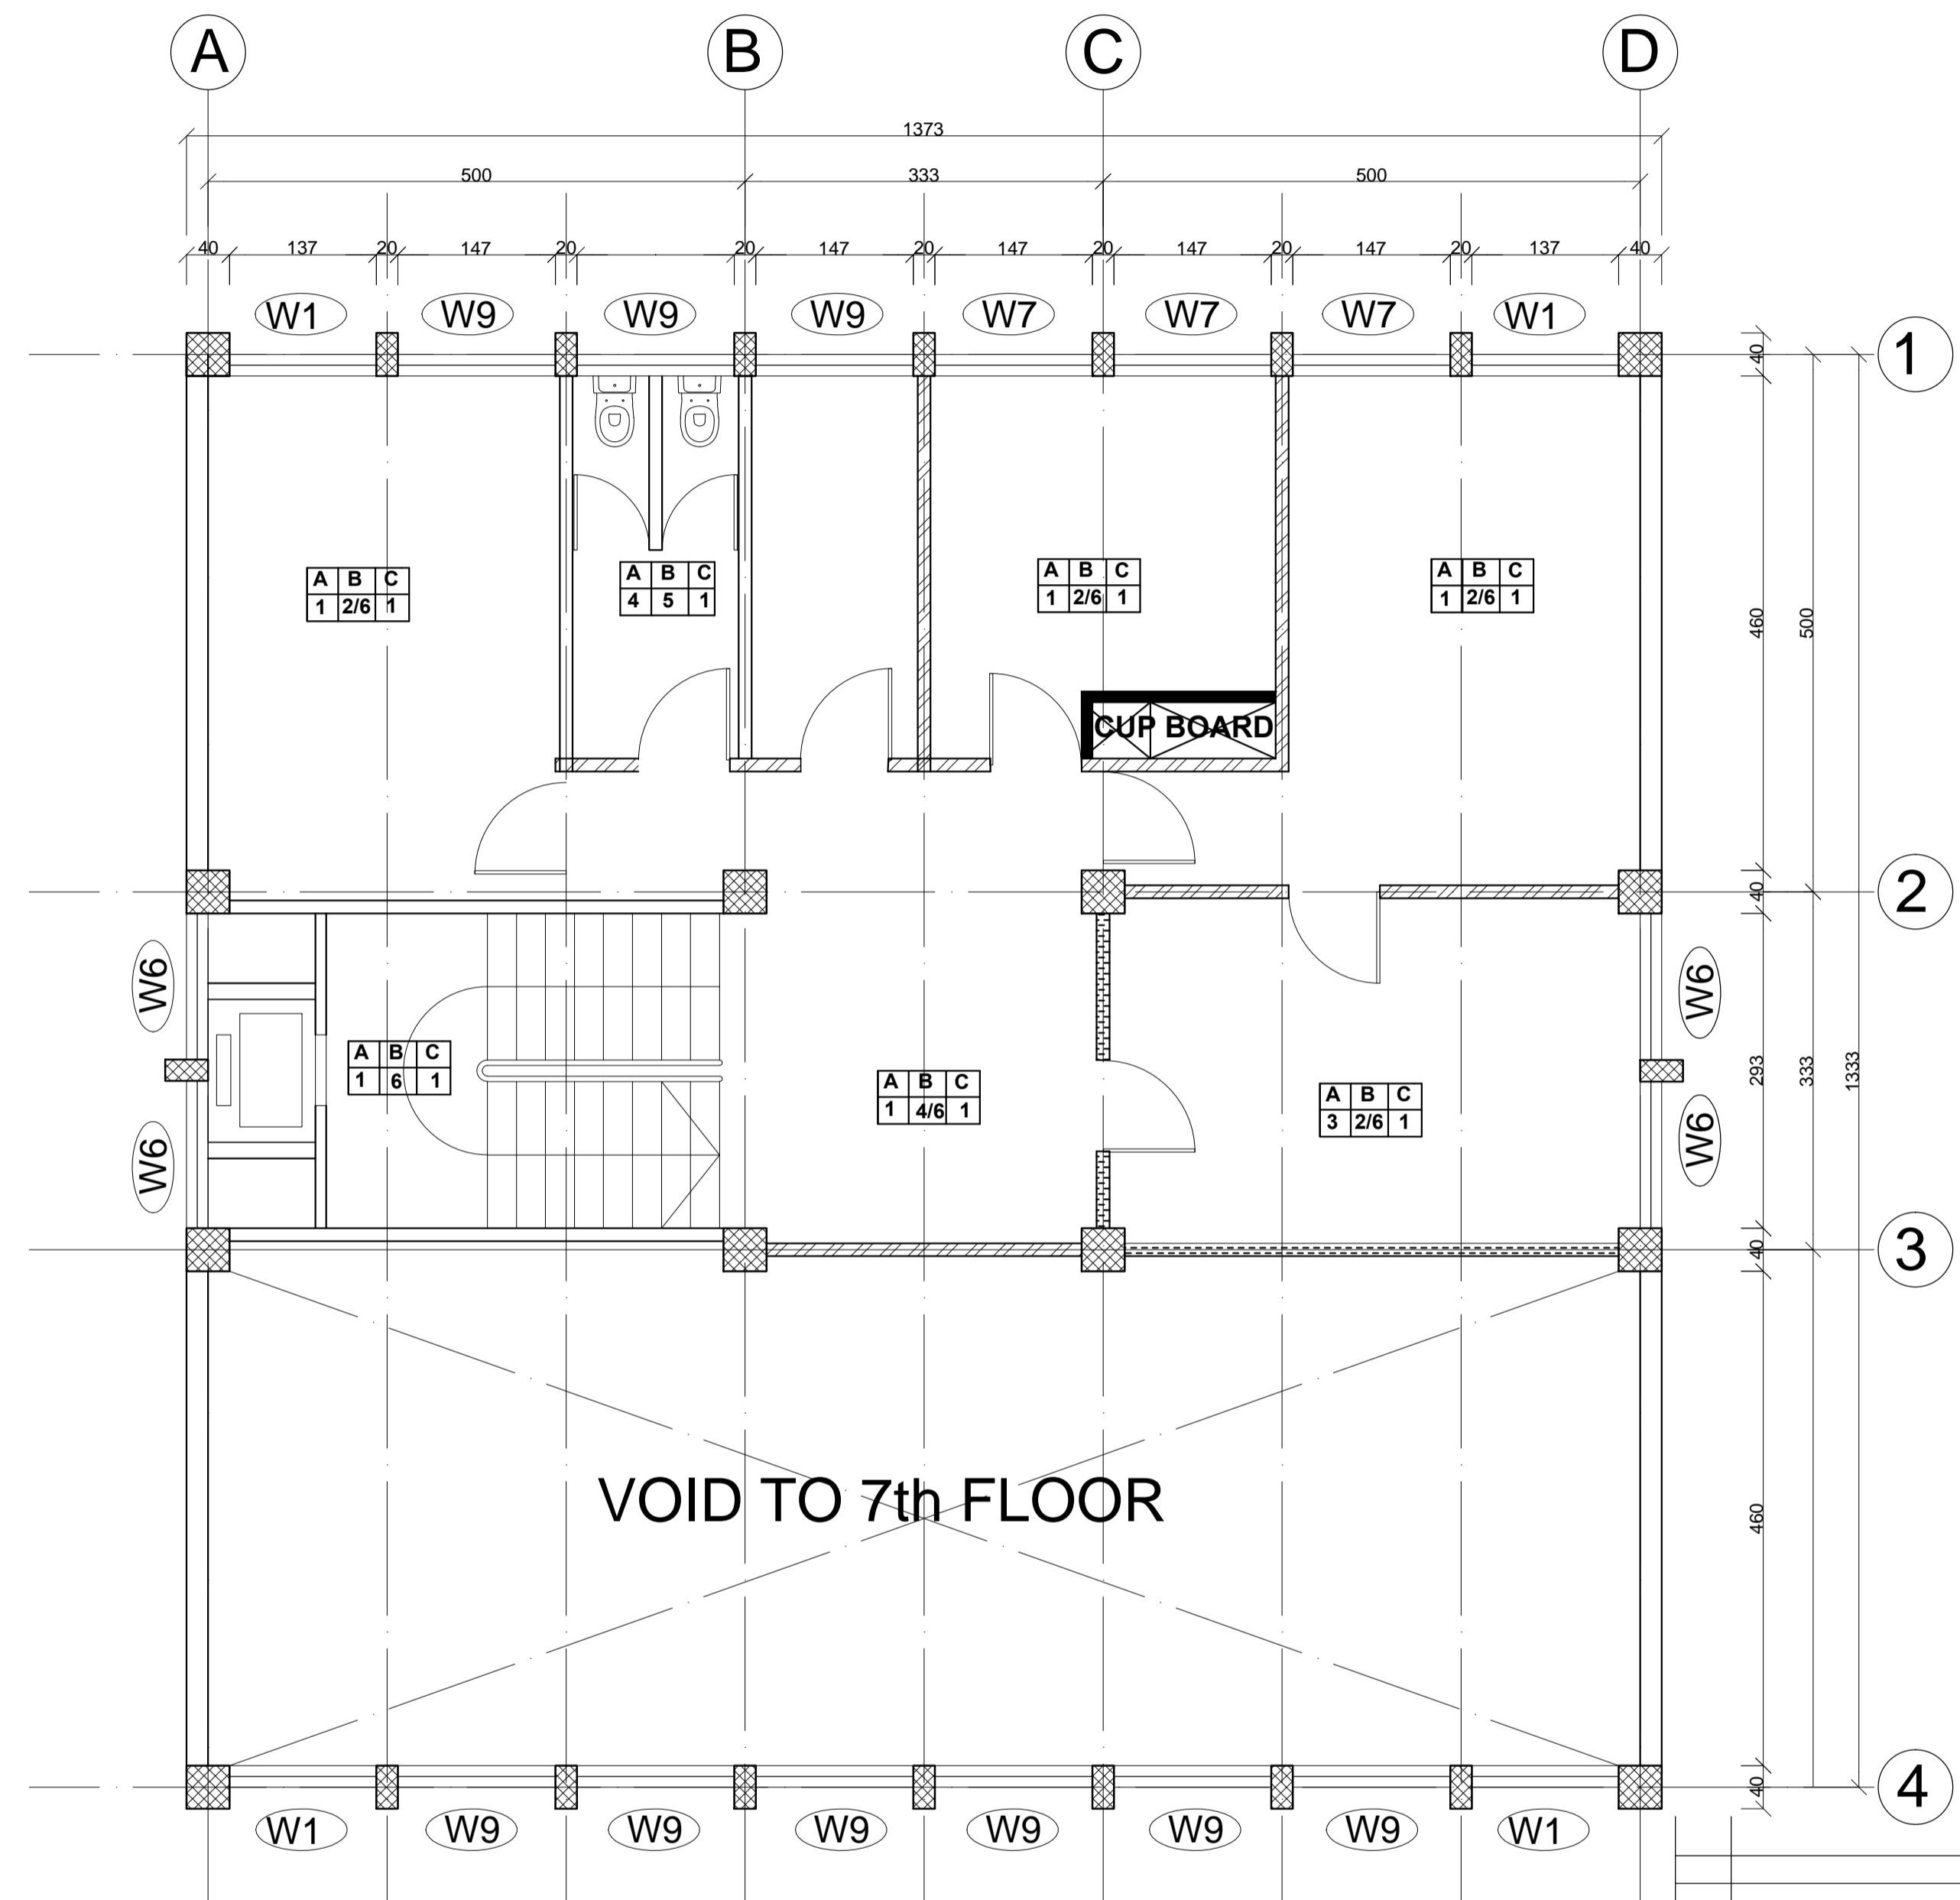 A B C D
1373
500 333 500
40 137 20 147 20 20 147 20 147 20 147 20 147 20 137 40
W1 W9 W9 W9 W7 W7 W7 W1
1
40
A B C
1 2/6 1
A B C
4 5 1
A B C
1 2/6 1
A B C
1 2/6 1
460
500
CUP BOARD
2
40
W6
W6
A B C
1 6 1
A B C
1 4/6 1
A B C
3 2/6 1
W6
W6
293
333
1333
3
40
VOID TO 7th FLOOR
460
4
40
W1 W9 W9 W9 W9 W9 W9 W1